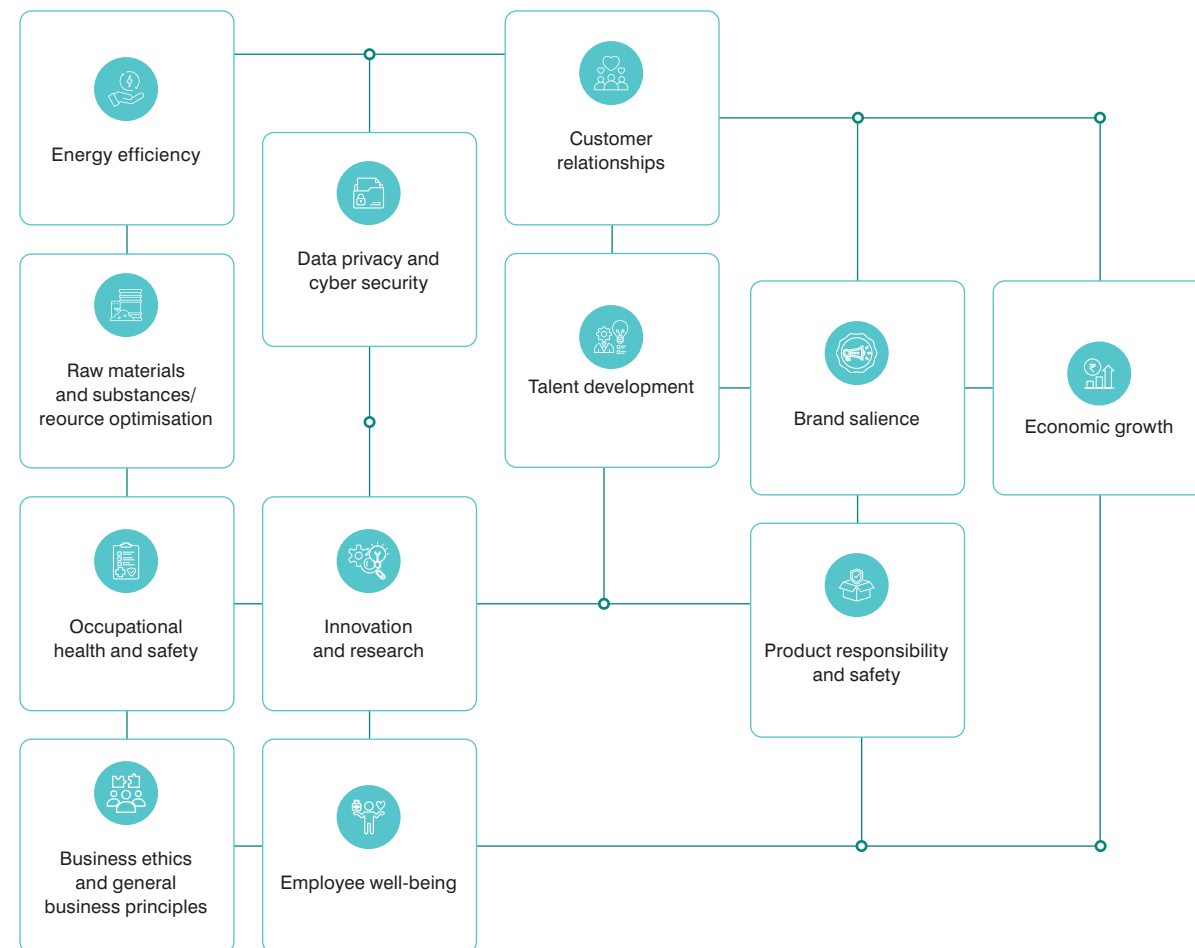 Energy efficiency
Customer
relationships
Data privacy and
cyber security
Raw materials
and substances/
reource optimisation
Talent development
Brand salience
₹
Economic growth
Occupational
health and safety
Innovation
and research
Product responsibility
and safety
Business ethics
and general
business principles
Employee well-being